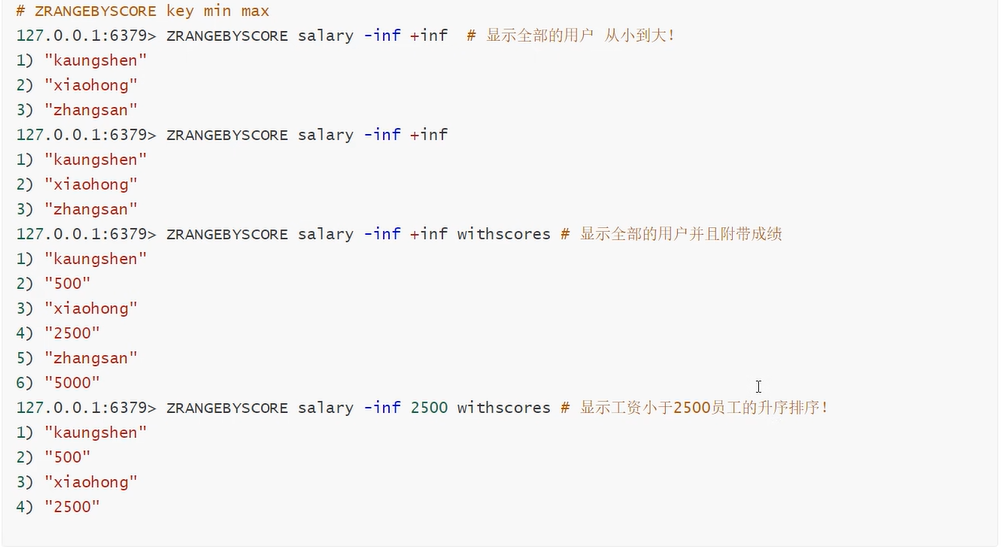 # ZRANGEBYSCORE key min max
127.0.0.1:6379> ZRANGEBYSCORE salary -inf +inf  # 显示全部的用户 从小到大！
1) "kaungshen"
2) "xiaohong"
3) "zhangsan"
127.0.0.1:6379> ZRANGEBYSCORE salary -inf +inf
1) "kaungshen"
2) "xiaohong"
3) "zhangsan"
127.0.0.1:6379> ZRANGEBYSCORE salary -inf +inf withscores # 显示全部的用户并且附带成绩
1) "kaungshen"
2) "500"
3) "xiaohong"
4) "2500"
5) "zhangsan"
6) "5000"
127.0.0.1:6379> ZRANGEBYSCORE salary -inf 2500 withscores # 显示工资小于2500员工的升序排序！
1) "kaungshen"
2) "500"
3) "xiaohong"
4) "2500"